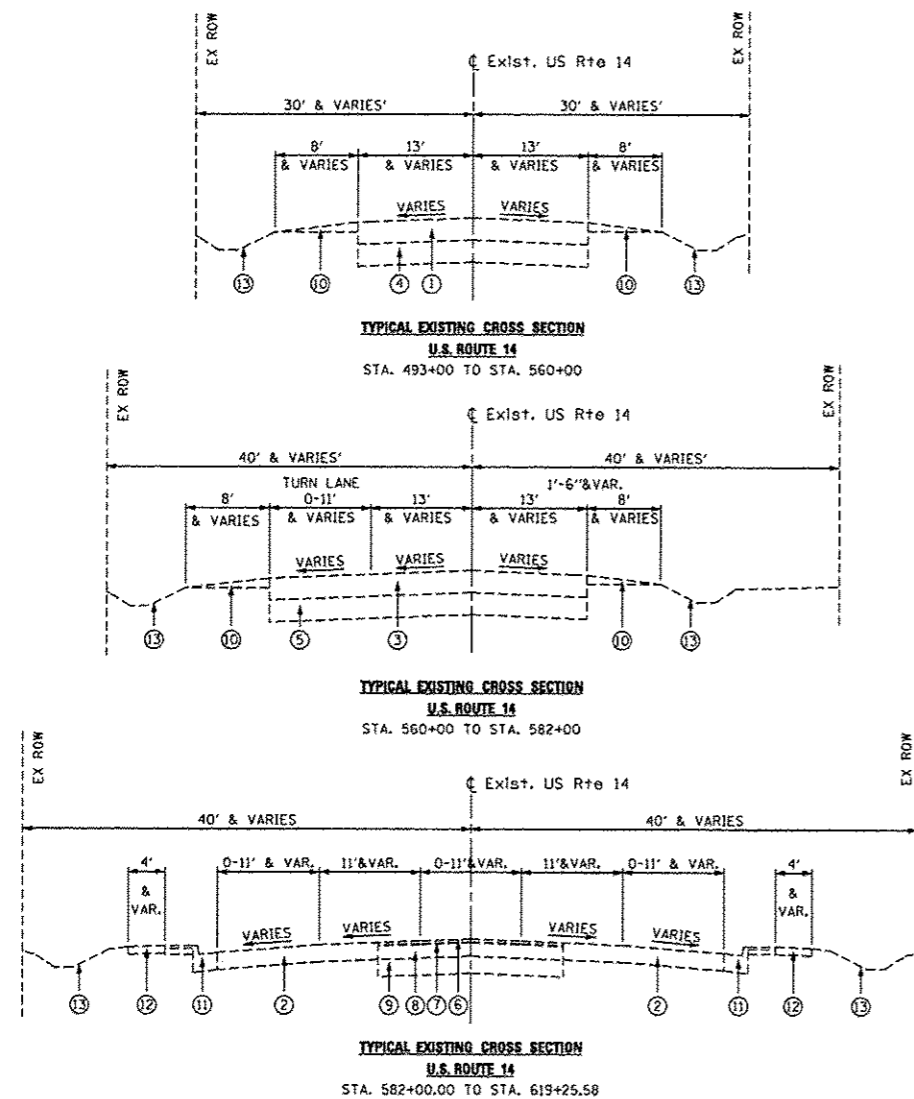 EX ROW
EX ROW
℄ Exist. US Rte 14
30' & VARIES'
30' & VARIES'
8' & VARIES
13' & VARIES
13' & VARIES
8' & VARIES
VARIES
VARIES
⑬
⑩
④
①
⑩
⑬
TYPICAL EXISTING CROSS SECTION
U.S. ROUTE 14
STA. 493+00 TO STA. 560+00
EX ROW
EX ROW
℄ Exist. US Rte 14
40' & VARIES'
40' & VARIES'
TURN LANE
1'-6"&VAR.
8' & VARIES
0-11' & VARIES
13' & VARIES
13' & VARIES
8' & VARIES
VARIES
VARIES
VARIES
⑬
⑩
⑤
③
⑩
⑬
TYPICAL EXISTING CROSS SECTION
U.S. ROUTE 14
STA. 560+00 TO STA. 582+00
EX ROW
EX ROW
℄ Exist. US Rte 14
40' & VARIES
40' & VARIES
4' & VAR.
0-11' & VAR.
11'&VAR.
0-11'&VAR.
11'&VAR.
0-11' & VAR.
4' & VAR.
VARIES
VARIES
VARIES
VARIES
⑬
⑫
⑪
②
⑨
⑧
⑦
⑥
②
⑪
⑫
⑬
TYPICAL EXISTING CROSS SECTION
U.S. ROUTE 14
STA. 582+00.00 TO STA. 619+25.58